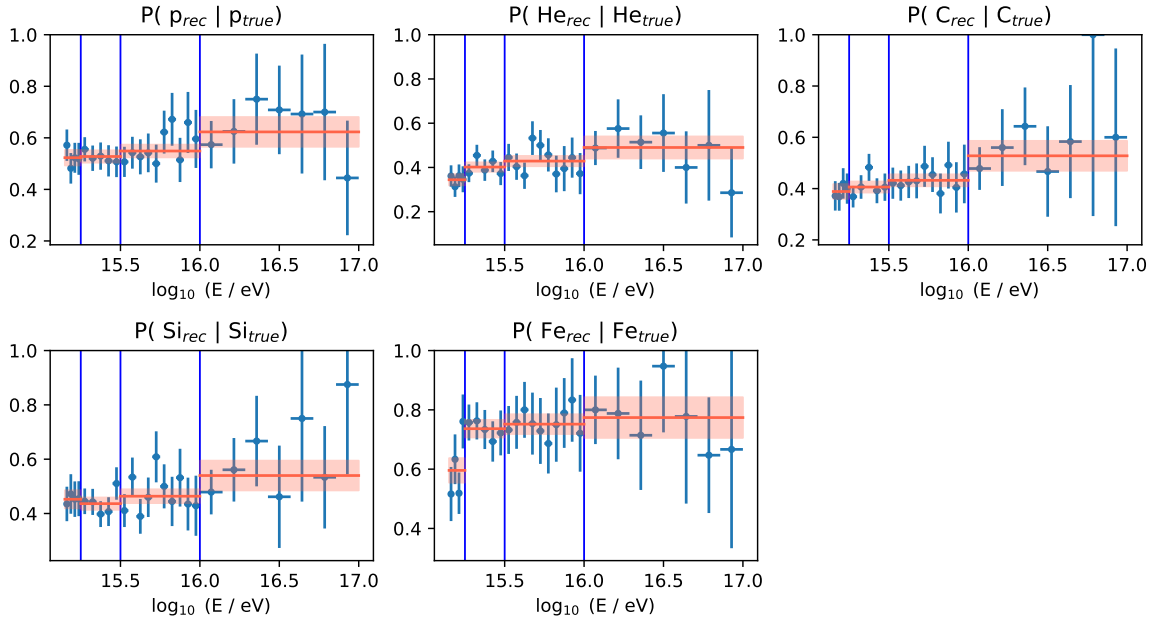 P( p_rec | p_true)
1.0
0.8
0.6
0.4
0.2
15.5 16.0 16.5 17.0
log10 (E / eV)
P( He_rec | He_true)
1.0
0.8
0.6
0.4
0.2
15.5 16.0 16.5 17.0
log10 (E / eV)
P( C_rec | C_true)
1.0
0.8
0.6
0.4
0.2
15.5 16.0 16.5 17.0
log10 (E / eV)
P( Si_rec | Si_true)
1.0
0.8
0.6
0.4
15.5 16.0 16.5 17.0
log10 (E / eV)
P( Fe_rec | Fe_true)
1.0
0.8
0.6
0.4
15.5 16.0 16.5 17.0
log10 (E / eV)